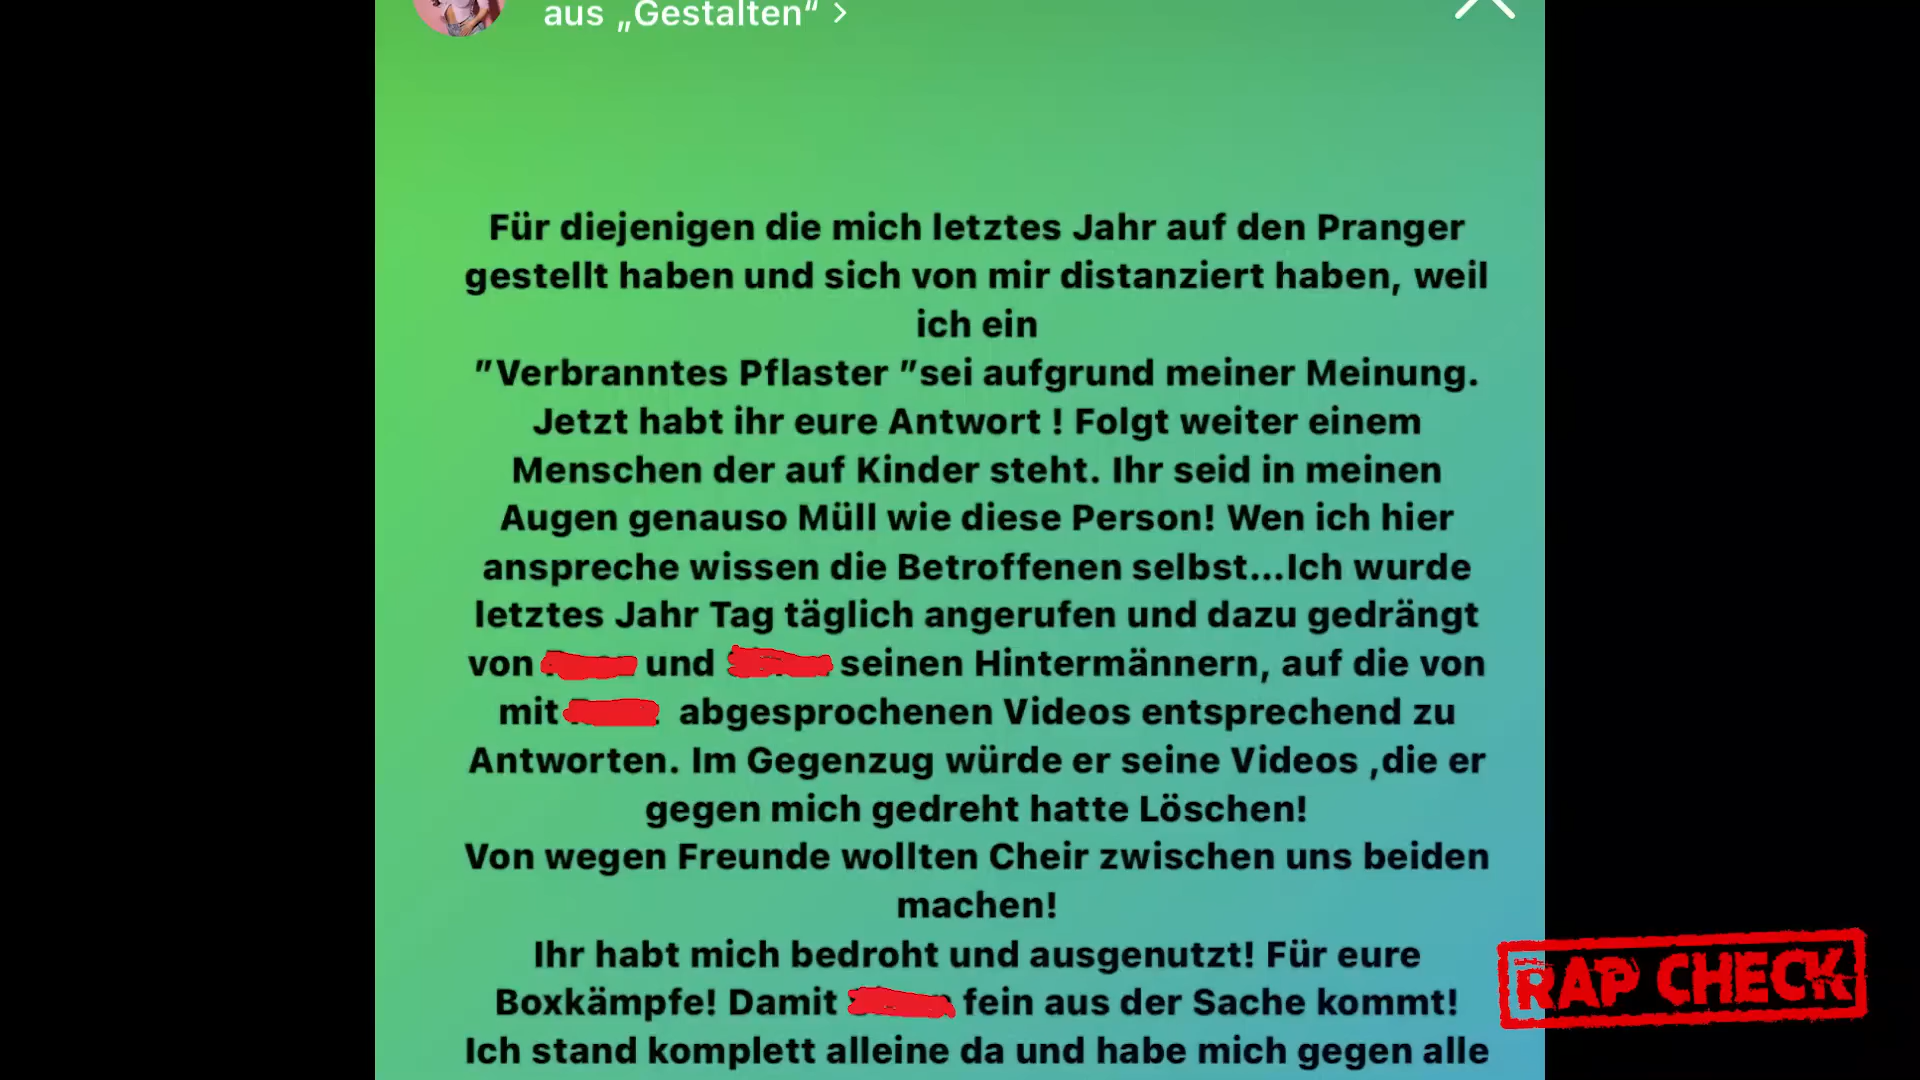 aus „Gestalten“ >
Für diejenigen die mich letztes Jahr auf den Pranger
gestellt haben und sich von mir distanziert haben, weil
ich ein
"Verbranntes Pflaster "sei aufgrund meiner Meinung.
Jetzt habt ihr eure Antwort ! Folgt weiter einem
Menschen der auf Kinder steht. Ihr seid in meinen
Augen genauso Müll wie diese Person! Wen ich hier
anspreche wissen die Betroffenen selbst...Ich wurde
letztes Jahr Tag täglich angerufen und dazu gedrängt
von und seinen Hintermännern, auf die von
mit abgesprochenen Videos entsprechend zu
Antworten. Im Gegenzug würde er seine Videos ,die er
gegen mich gedreht hatte Löschen!
Von wegen Freunde wollten Cheir zwischen uns beiden
machen!
Ihr habt mich bedroht und ausgenutzt! Für eure
Boxkämpfe! Damit fein aus der Sache kommt!
Ich stand komplett alleine da und habe mich gegen alle
RAP CHECK